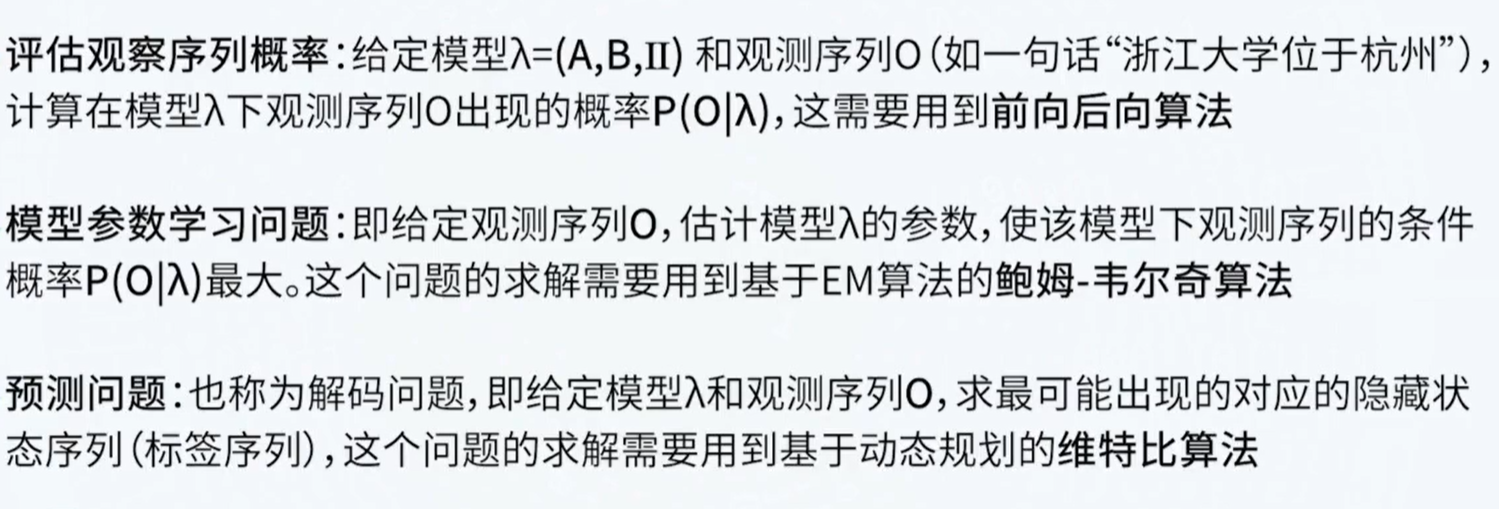 评估观察序列概率：给定模型λ=(A,B,II) 和观测序列O（如一句话“浙江大学位于杭州”），
计算在模型λ下观测序列O出现的概率P(O|λ)，这需要用到前向后向算法
模型参数学习问题：即给定观测序列O，估计模型λ的参数，使该模型下观测序列的条件
概率P(O|λ)最大。这个问题的求解需要用到基于EM算法的鲍姆-韦尔奇算法
预测问题：也称为解码问题，即给定模型λ和观测序列O，求最可能出现的对应的隐藏状
态序列（标签序列），这个问题的求解需要用到基于动态规划的维特比算法